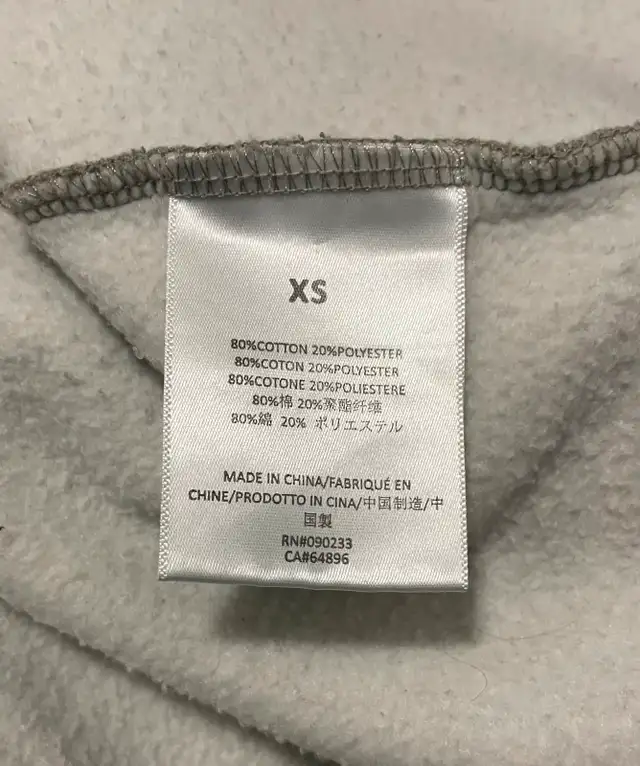 XS
80%COTTON 20%POLYESTER
80%COTON 20%POLYESTER
80%COTONE 20%POLIESTERE
80%棉 20%聚酯纤维
80%綿 20% ポリエステル
MADE IN CHINA/FABRIQUÉ EN
CHINE/PRODOTTO IN CINA/中国制造/中
国製
RN#090233
CA#64896